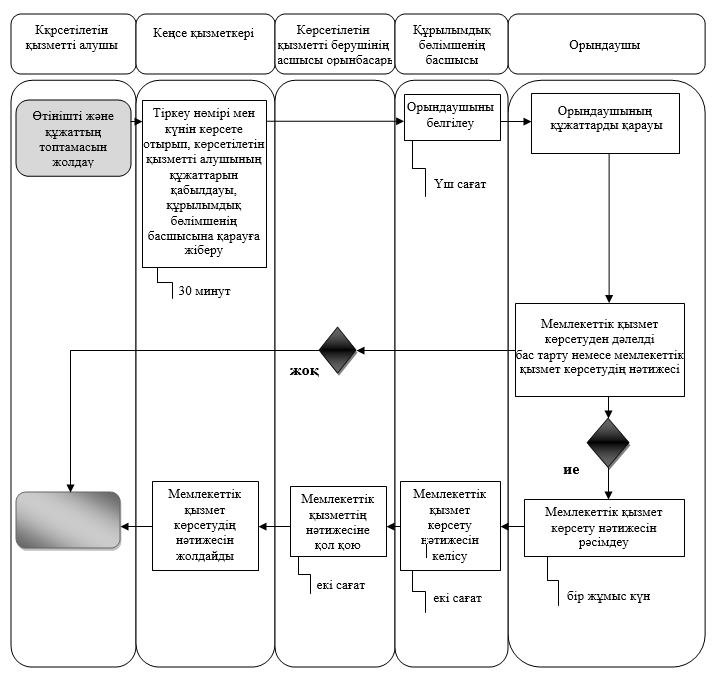 Ққрсетілетін
қызметті алушы
Кеңсе қызметкері
Көрсетілетін
қызметті берушінің
асшысы орынбасары
Құрылымдық
бөлімшенің
басшысы
Орындаушы
Өтінішті және
құжаттың
топтамасын
жолдау
Тіркеу нөмірі мен
күнін көрсете
отырып, көрсетілетін
қызметті алушының
құжаттарын
қабылдауы,
құрылымдық
бөлімшенің
басшысына қарауға
жіберу
30 минут
Орындаушыны
белгілеу
Үш сағат
Орындаушының
құжаттарды қарауы
Мемлекеттік қызмет
көрсетуден дәлелді
бас тарту немесе мемлекеттік
қызмет көрсетудің нәтижесі
жоқ
ие
Мемлекеттік
қызмет
көрсетудің
нәтижесін
жолдайды
Мемлекеттік
қызметтің
нәтижесіне
қол қою
екі сағат
Мемлекеттік
қызмет
көрсету
нәтижесін
келісу
екі сағат
Мемлекеттік қызмет
көрсету нәтижесін
рәсімдеу
бір жұмыс күн